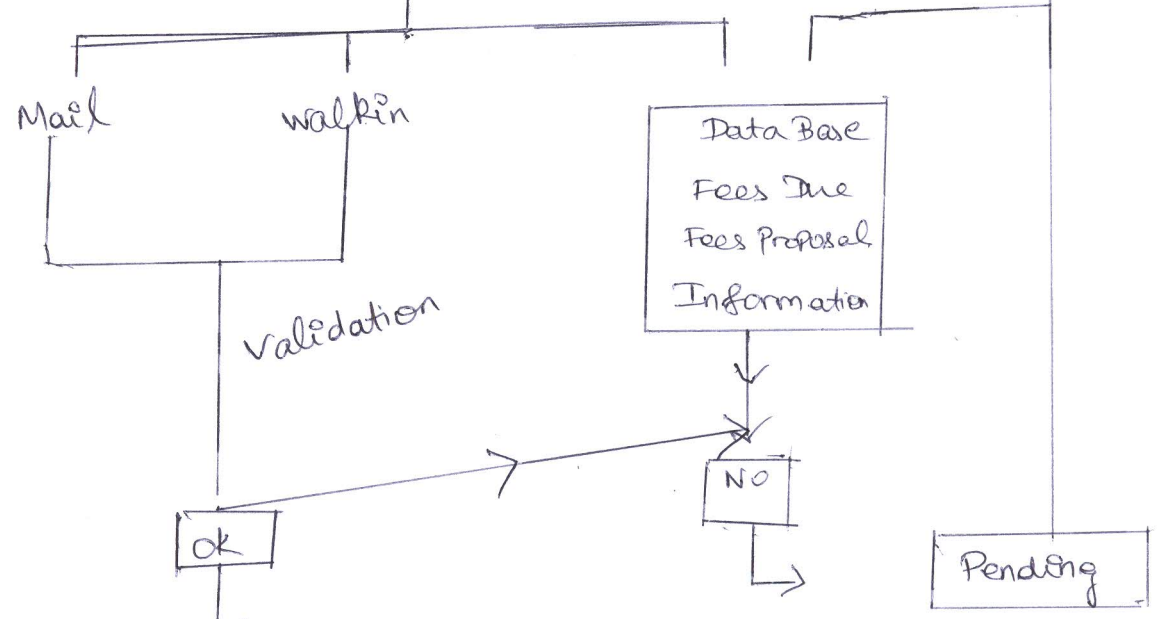 Mail
walkin
Data Base
Fees Due
Fees Proposal
Information
validation
NO
OK
Pending